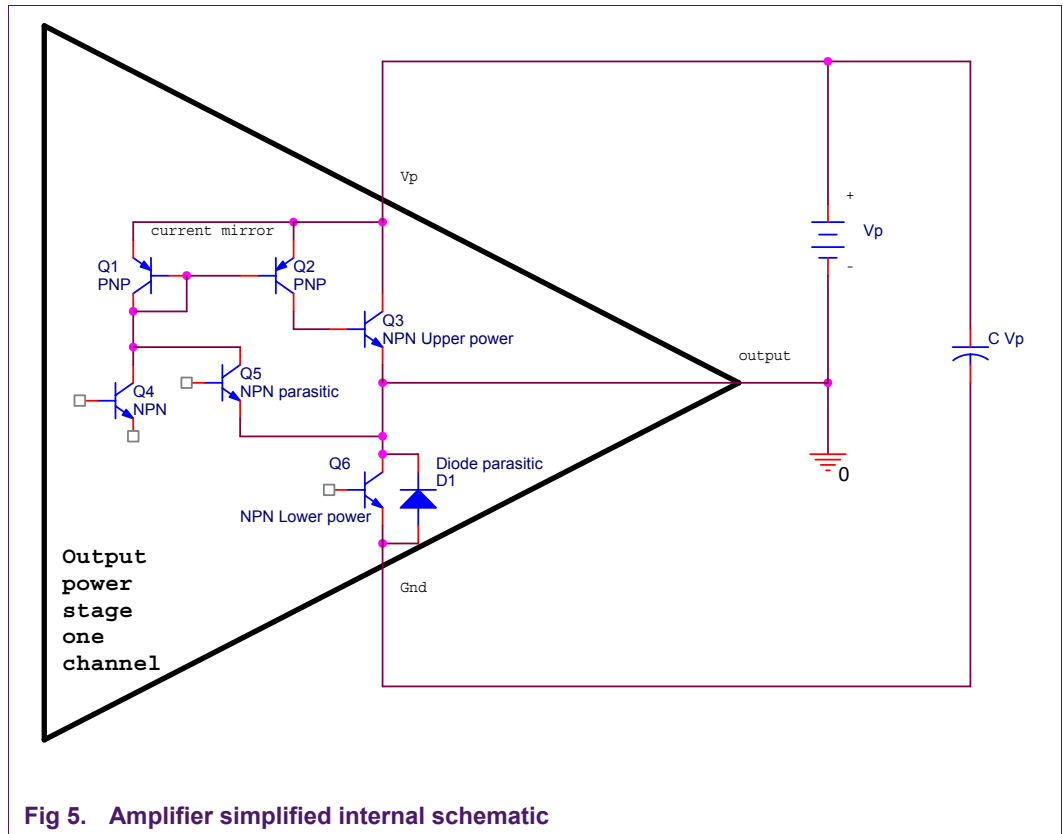 Vp
current mirror
Q1
PNP
Q2
PNP
Q3
NPN Upper power
Q4
NPN
Q5
NPN parasitic
output
+
Vp
-
C Vp
0
Q6
NPN Lower power
Diode parasitic
D1
Output
power
stage
one
channel
Gnd
Fig 5. Amplifier simplified internal schematic